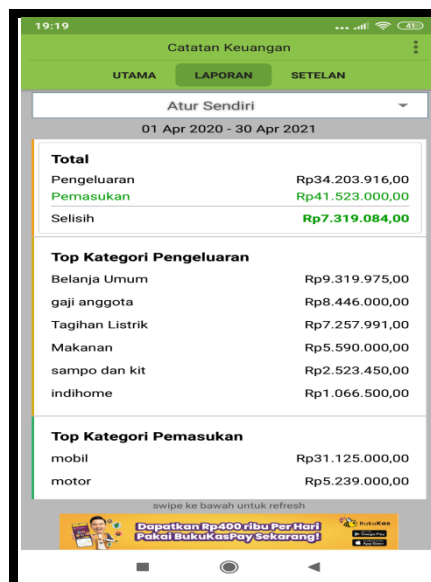 19:19
41
Catatan Keuangan
UTAMA LAPORAN SETELAN
Atur Sendiri
01 Apr 2020 - 30 Apr 2021
Total
Pengeluaran Rp34.203.916,00
Pemasukan Rp41.523.000,00
Selisih Rp7.319.084,00
Top Kategori Pengeluaran
Belanja Umum Rp9.319.975,00
gaji anggota Rp8.446.000,00
Tagihan Listrik Rp7.257.991,00
Makanan Rp5.590.000,00
sampo dan kit Rp2.523.450,00
indihome Rp1.066.500,00
Top Kategori Pemasukan
mobil Rp31.125.000,00
motor Rp5.239.000,00
swipe ke bawah untuk refresh
Dapatkan Rp400 ribu Per Hari
Pakai BukuKasPay Sekarang!
BukuKas
Google Play
App Store